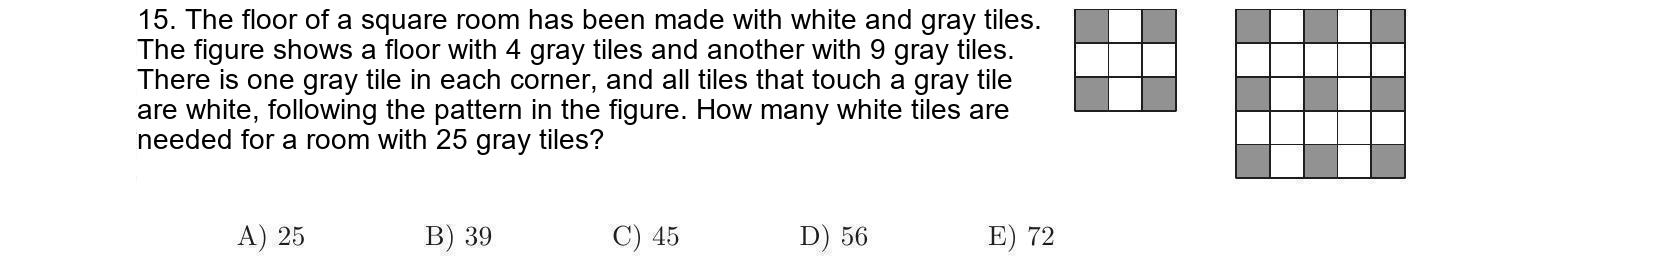 15. The floor of a square room has been made with white and gray tiles.
The figure shows a floor with 4 gray tiles and another with 9 gray tiles.
There is one gray tile in each corner, and all tiles that touch a gray tile
are white, following the pattern in the figure. How many white tiles are
needed for a room with 25 gray tiles?
A) 25 B) 39 C) 45 D) 56 E) 72